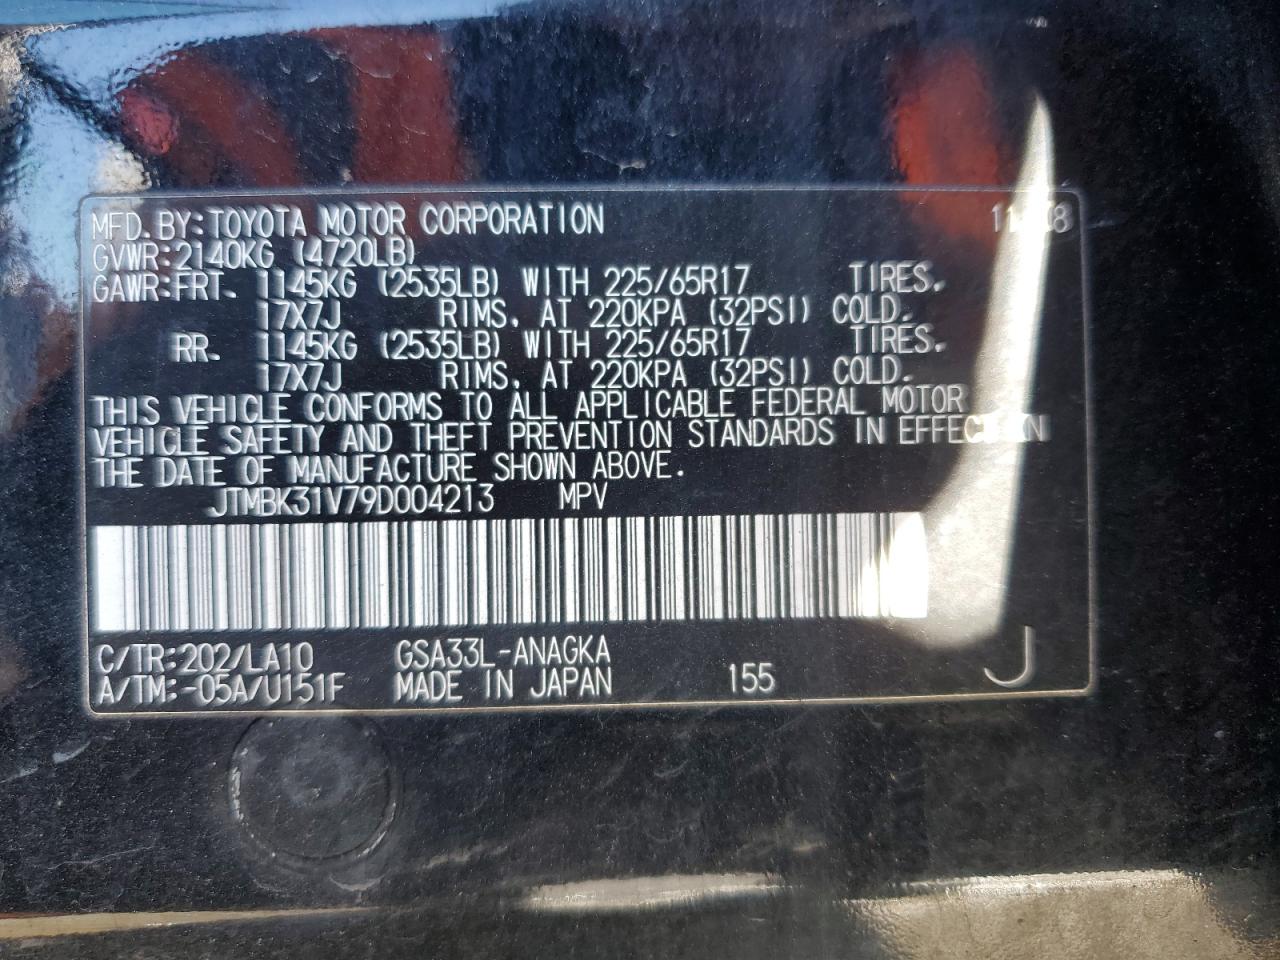 MFD. BY: TOYOTA MOTOR CORPORATION
GVWR: 2140KG (4720LB)
GAWR: FRT. 1145KG (2535LB) WITH 225/65R17 TIRES.
17X7J RIMS, AT 220KPA (32PSI) COLD.
RR. 1145KG (2535LB) WITH 225/65R17 TIRES.
17X7J RIMS, AT 220KPA (32PSI) COLD.
THIS VEHICLE CONFORMS TO ALL APPLICABLE FEDERAL MOTOR
VEHICLE SAFETY AND THEFT PREVENTION STANDARDS IN EFFECT ON
THE DATE OF MANUFACTURE SHOWN ABOVE.
JTMBK31V79D004213 MPV
C/TR: 202/LA10 GSA33L-ANAGKA
A/TM: -05A/U151F MADE IN JAPAN 155 J